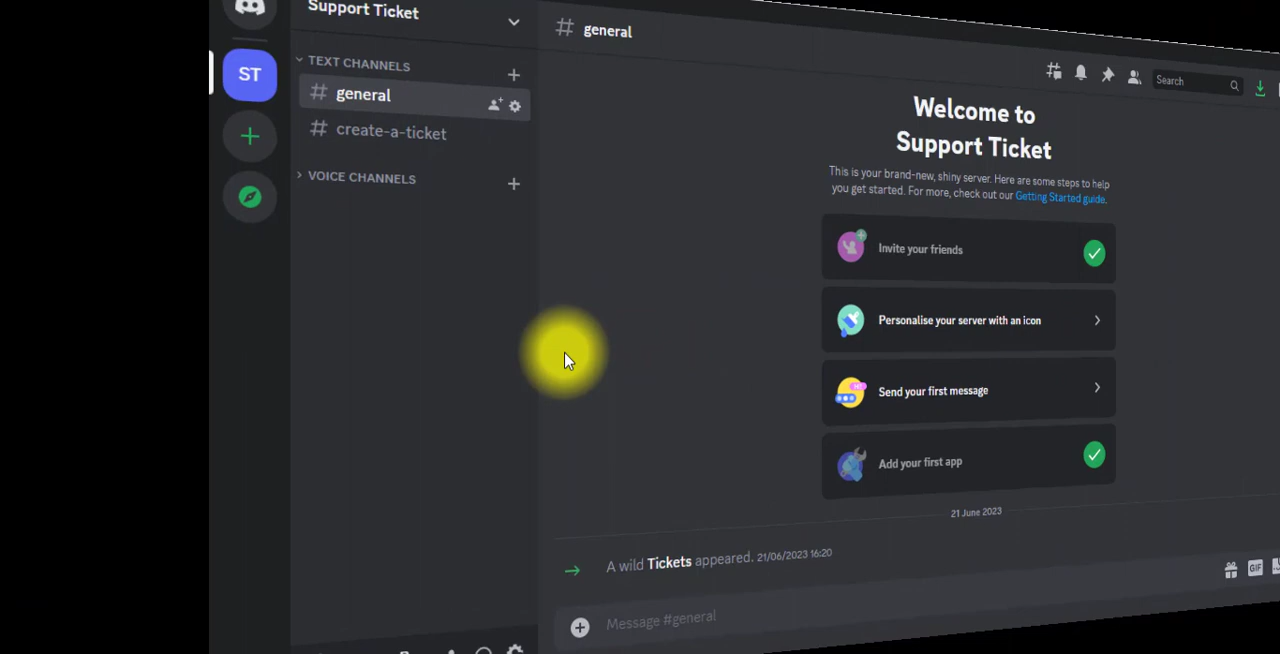 Support Ticket
ST
TEXT CHANNELS
general
create-a-ticket
VOICE CHANNELS
general
Search
Welcome to
Support Ticket
This is your brand-new, shiny server. Here are some steps to help
you get started. For more, check out our Getting Started guide.
Invite your friends
Personalise your server with an icon
Send your first message
Add your first app
21 June 2023
A wild Tickets appeared. 21/06/2023 16:20
Message #general
GIF